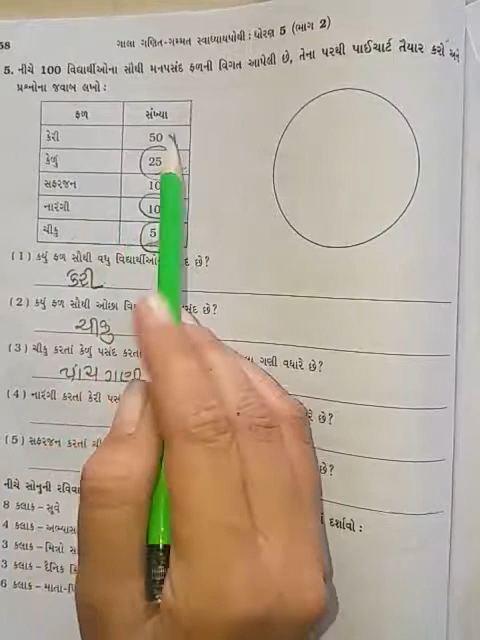 58
ગાલા ગણિત-ગમ્મત સ્વાધ્યાયપોથી : ધોરણ 5 (ભાગ 2)
5. નીચે 100 વિદ્યાર્થીઓના સૌથી મનપસંદ ફળની વિગત આપેલી છે, તેના પરથી પાઈચાર્ટ તૈયાર કરો અને
પ્રશ્નોના જવાબ લખો :
ફળ સંખ્યા
કેરી 50
કેળું 25
સફરજન 10
નારંગી 10
ચીકુ 5
(1) કયું ફળ સૌથી વધુ છે?
કેરી
(2) કયું ફળ સૌથી ઓછા છે?
ચીકુ
(3) ચીકુ કરતાં કેળું પસંદ ગણી વધારે છે?
પાંચ ગણી
(4) નારંગી કરતાં કેરી છે?
(5) સફરજન કરતાં છે?
નીચે સોનુની દર્શાવો :
8 કલાક – સૂવે
4 કલાક – અભ્યાસ
3 કલાક – મિત્રો
3 કલાક – દૈનિક
6 કલાક –